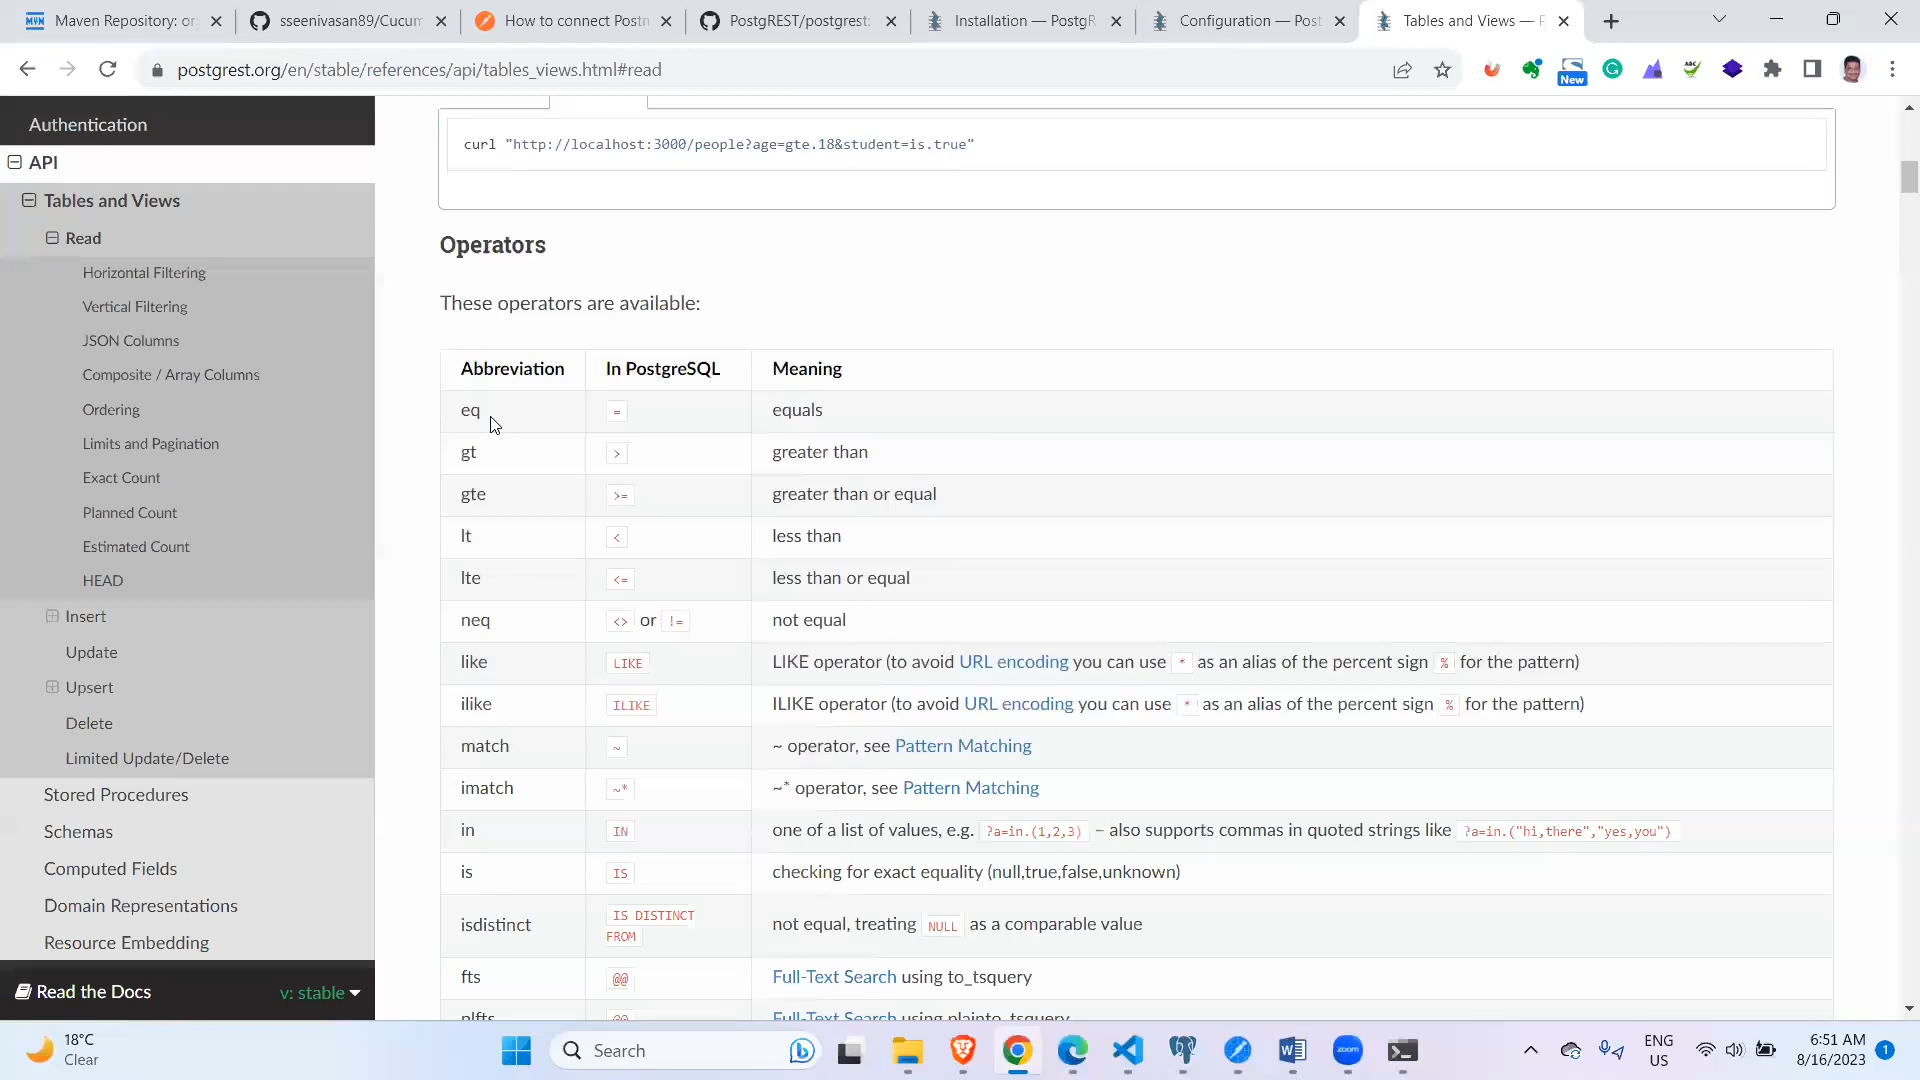 Maven Repository: or
sseenivasan89/Cucum
How to connect Postm
PostgREST/postgrest:
Installation — PostgR
Configuration — Post
Tables and Views — P
postgrest.org/en/stable/references/api/tables_views.html#read
New
Authentication
API
Tables and Views
Read
Horizontal Filtering
Vertical Filtering
JSON Columns
Composite / Array Columns
Ordering
Limits and Pagination
Exact Count
Planned Count
Estimated Count
HEAD
Insert
Update
Upsert
Delete
Limited Update/Delete
Stored Procedures
Schemas
Computed Fields
Domain Representations
Resource Embedding
Read the Docs v: stable
curl "http://localhost:3000/people?age=gte.18&student=is.true"
Operators
These operators are available:
Abbreviation In PostgreSQL Meaning
eq = equals
gt > greater than
gte >= greater than or equal
lt < less than
lte <= less than or equal
neq <> or != not equal
like LIKE LIKE operator (to avoid URL encoding you can use * as an alias of the percent sign % for the pattern)
ilike ILIKE ILIKE operator (to avoid URL encoding you can use * as an alias of the percent sign % for the pattern)
match ~ ~ operator, see Pattern Matching
imatch ~* ~* operator, see Pattern Matching
in IN one of a list of values, e.g. ?a=in.(1,2,3) – also supports commas in quoted strings like ?a=in.("hi,there","yes,you")
is IS checking for exact equality (null,true,false,unknown)
isdistinct IS DISTINCT FROM not equal, treating NULL as a comparable value
fts @@ Full-Text Search using to_tsquery
plfts @@ Full-Text Search using plainto_tsquery
18°C
Clear
Search
zoom
ENG
US
6:51 AM
8/16/2023
1